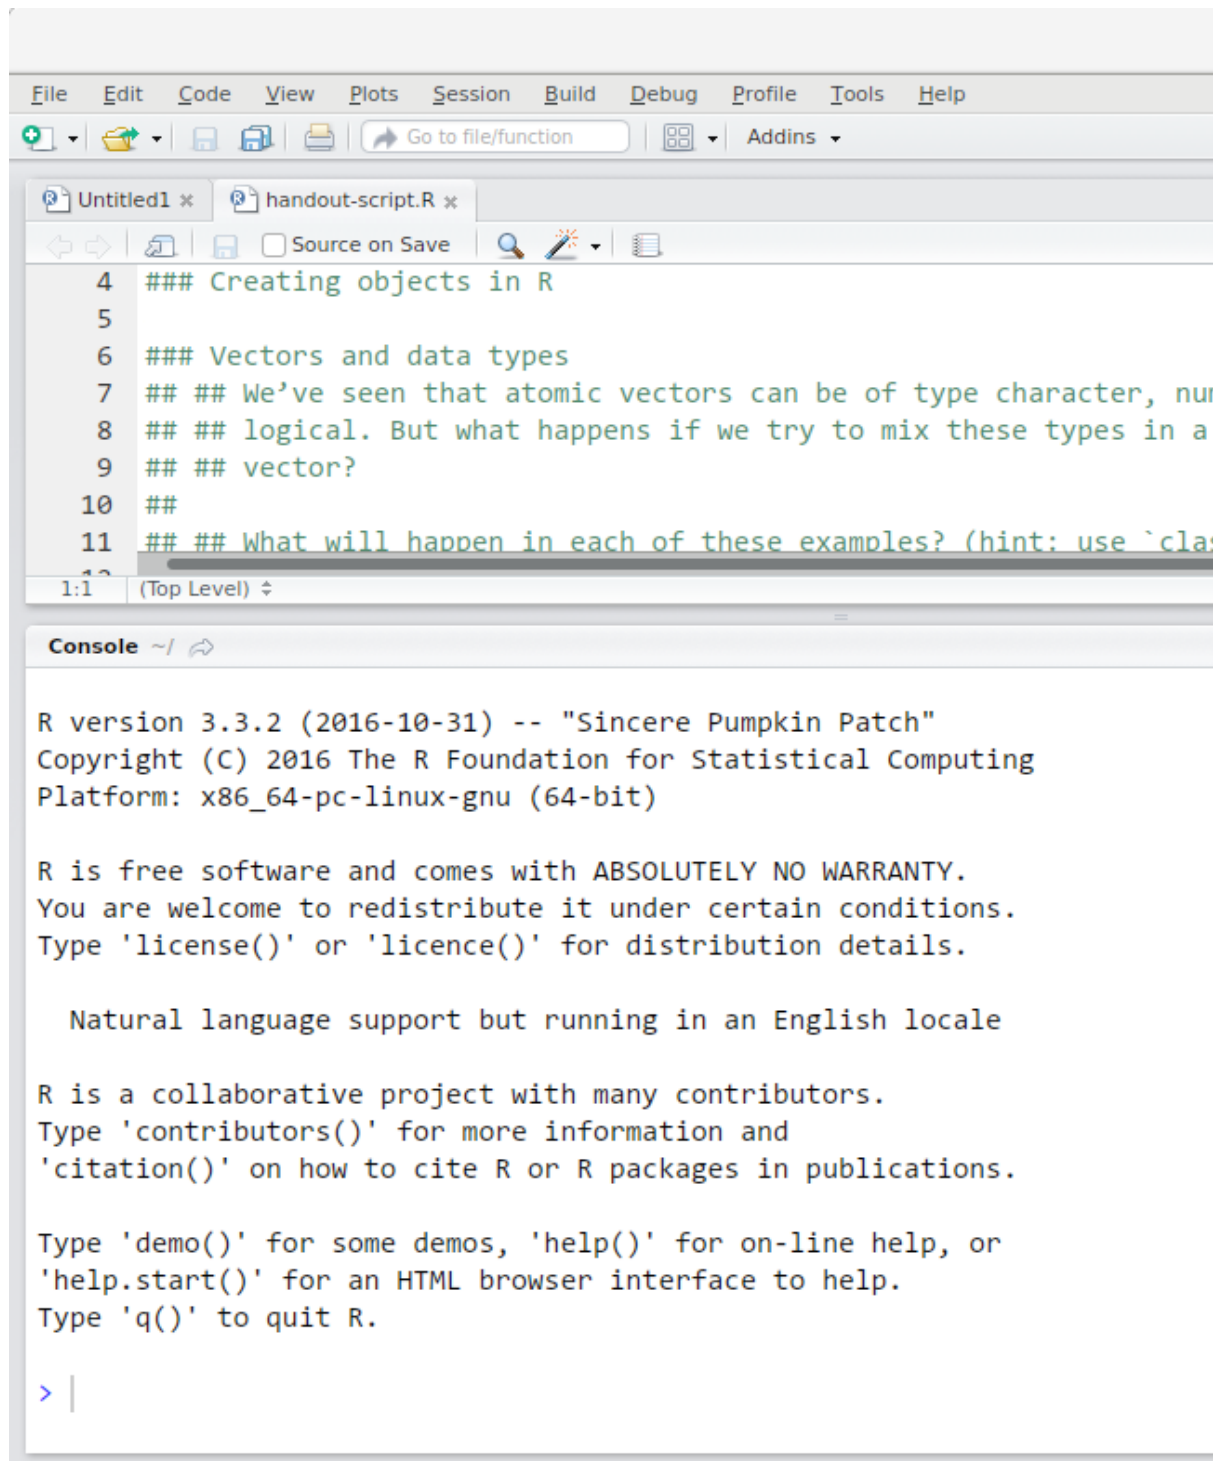 File Edit Code View Plots Session Build Debug Profile Tools Help
Go to file/function Addins
Untitled1 handout-script.R
Source on Save
4 ### Creating objects in R
5
6 ### Vectors and data types
7 ## ## We’ve seen that atomic vectors can be of type character,
8 ## ## logical. But what happens if we try to mix these types in a
9 ## ## vector?
10 ##
11 ## ## What will happen in each of these examples? (hint: use
1:1 (Top Level)
Console ~/
R version 3.3.2 (2016-10-31) -- "Sincere Pumpkin Patch"
Copyright (C) 2016 The R Foundation for Statistical Computing
Platform: x86_64-pc-linux-gnu (64-bit)
R is free software and comes with ABSOLUTELY NO WARRANTY.
You are welcome to redistribute it under certain conditions.
Type 'license()' or 'licence()' for distribution details.
Natural language support but running in an English locale
R is a collaborative project with many contributors.
Type 'contributors()' for more information and
'citation()' on how to cite R or R packages in publications.
Type 'demo()' for some demos, 'help()' for on-line help, or
'help.start()' for an HTML browser interface to help.
Type 'q()' to quit R.
>